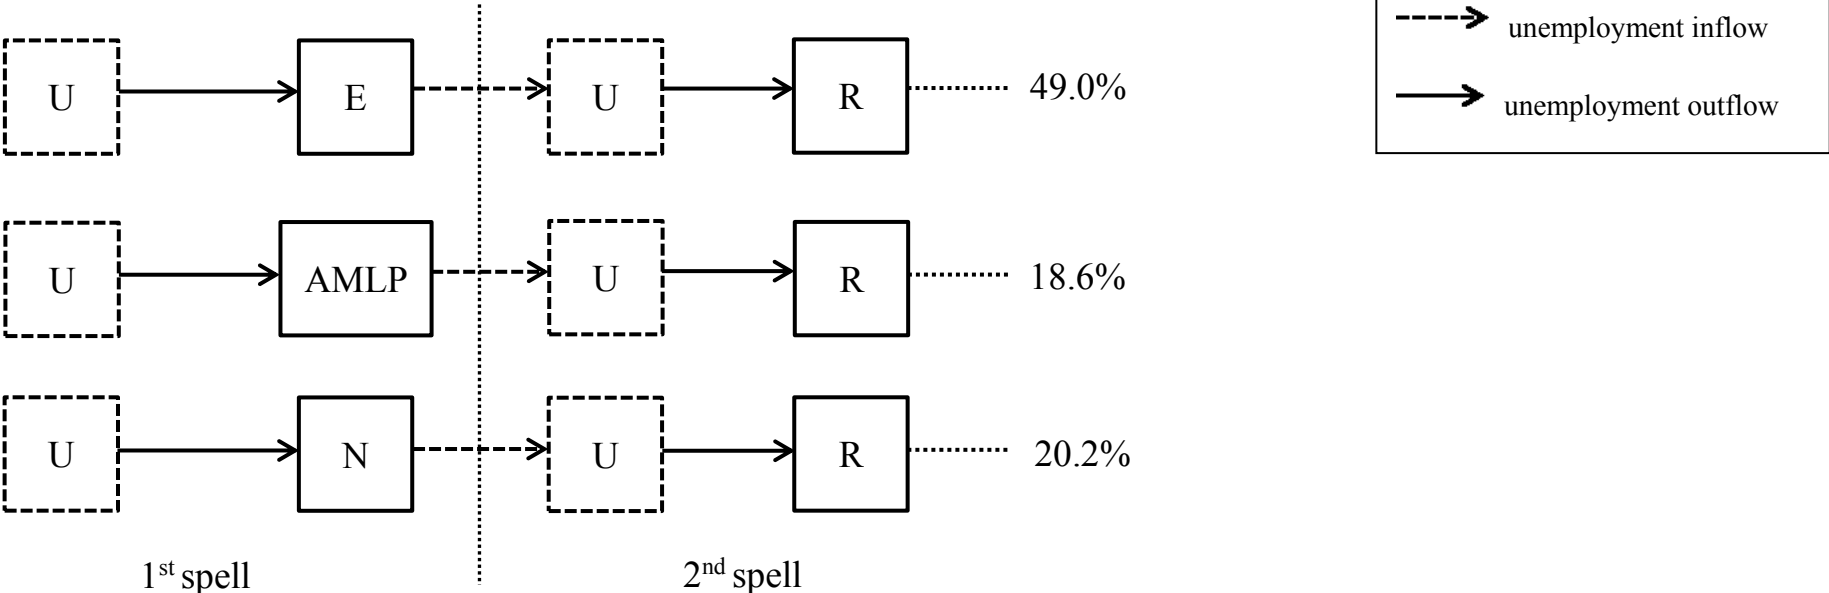 unemployment inflow
U E U R 49.0%
unemployment outflow
U AMLP U R 18.6%
U N U R 20.2%
1st spell 2nd spell